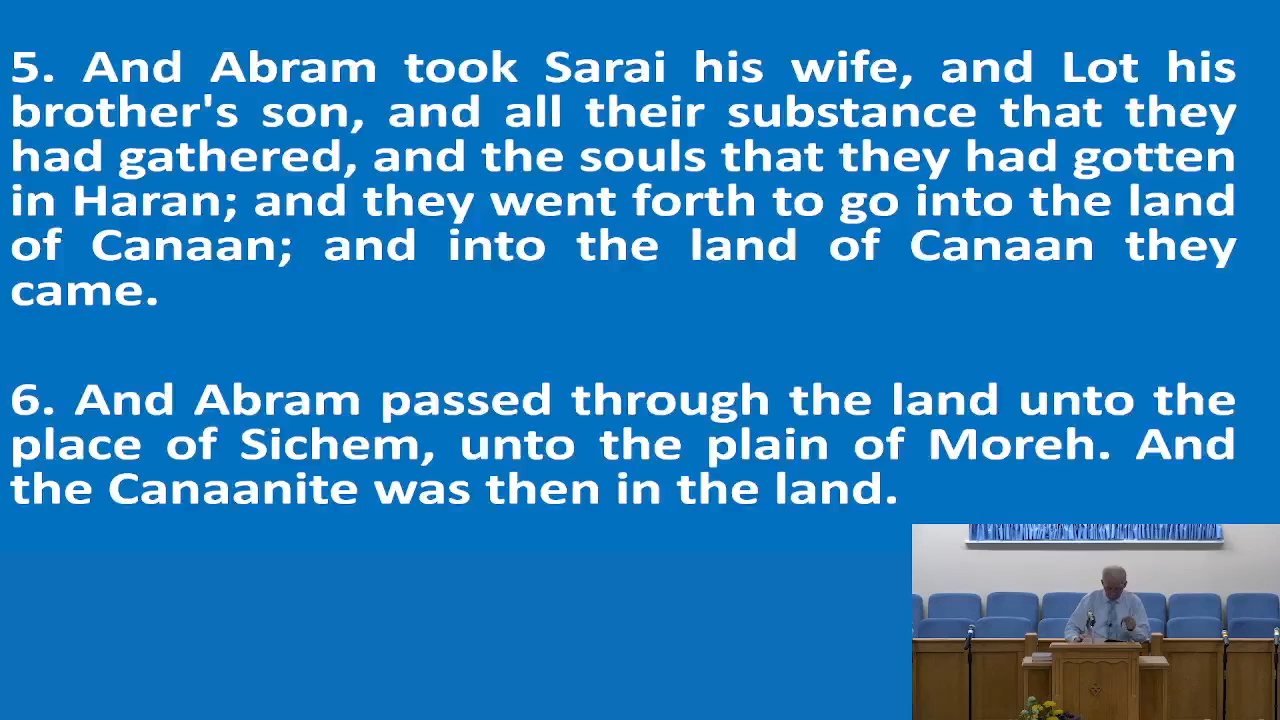 5. And Abram took Sarai his wife, and Lot his
brother's son, and all their substance that they
had gathered, and the souls that they had gotten
in Haran; and they went forth to go into the land
of Canaan; and into the land of Canaan they
came.
6. And Abram passed through the land unto the
place of Sichem, unto the plain of Moreh. And
the Canaanite was then in the land.